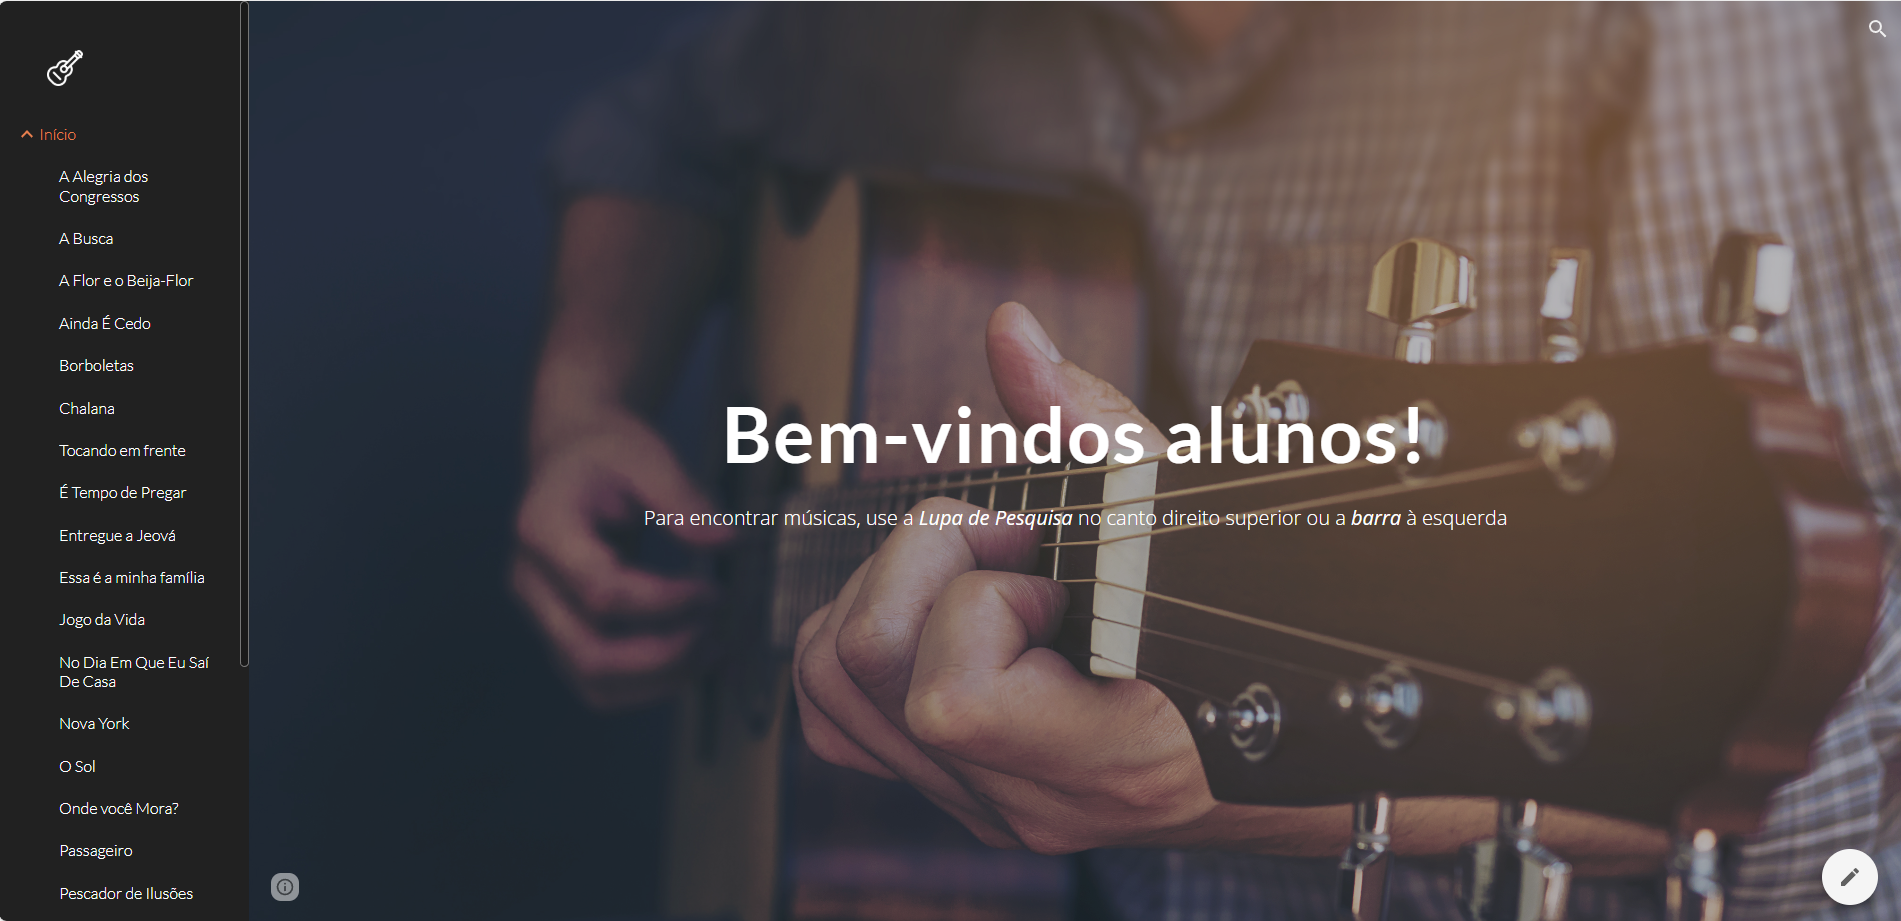 Início
A Alegria dos
Congressos
A Busca
A Flor e o Beija-Flor
Ainda É Cedo
Borboletas
Chalana
Tocando em frente
É Tempo de Pregar
Entregue a Jeová
Essa é a minha família
Jogo da Vida
No Dia Em Que Eu Saí
De Casa
Nova York
O Sol
Onde você Mora?
Passageiro
Pescador de Ilusões
Bem-vindos alunos!
Para encontrar músicas, use a Lupa de Pesquisa no canto direito superior ou a barra à esquerda